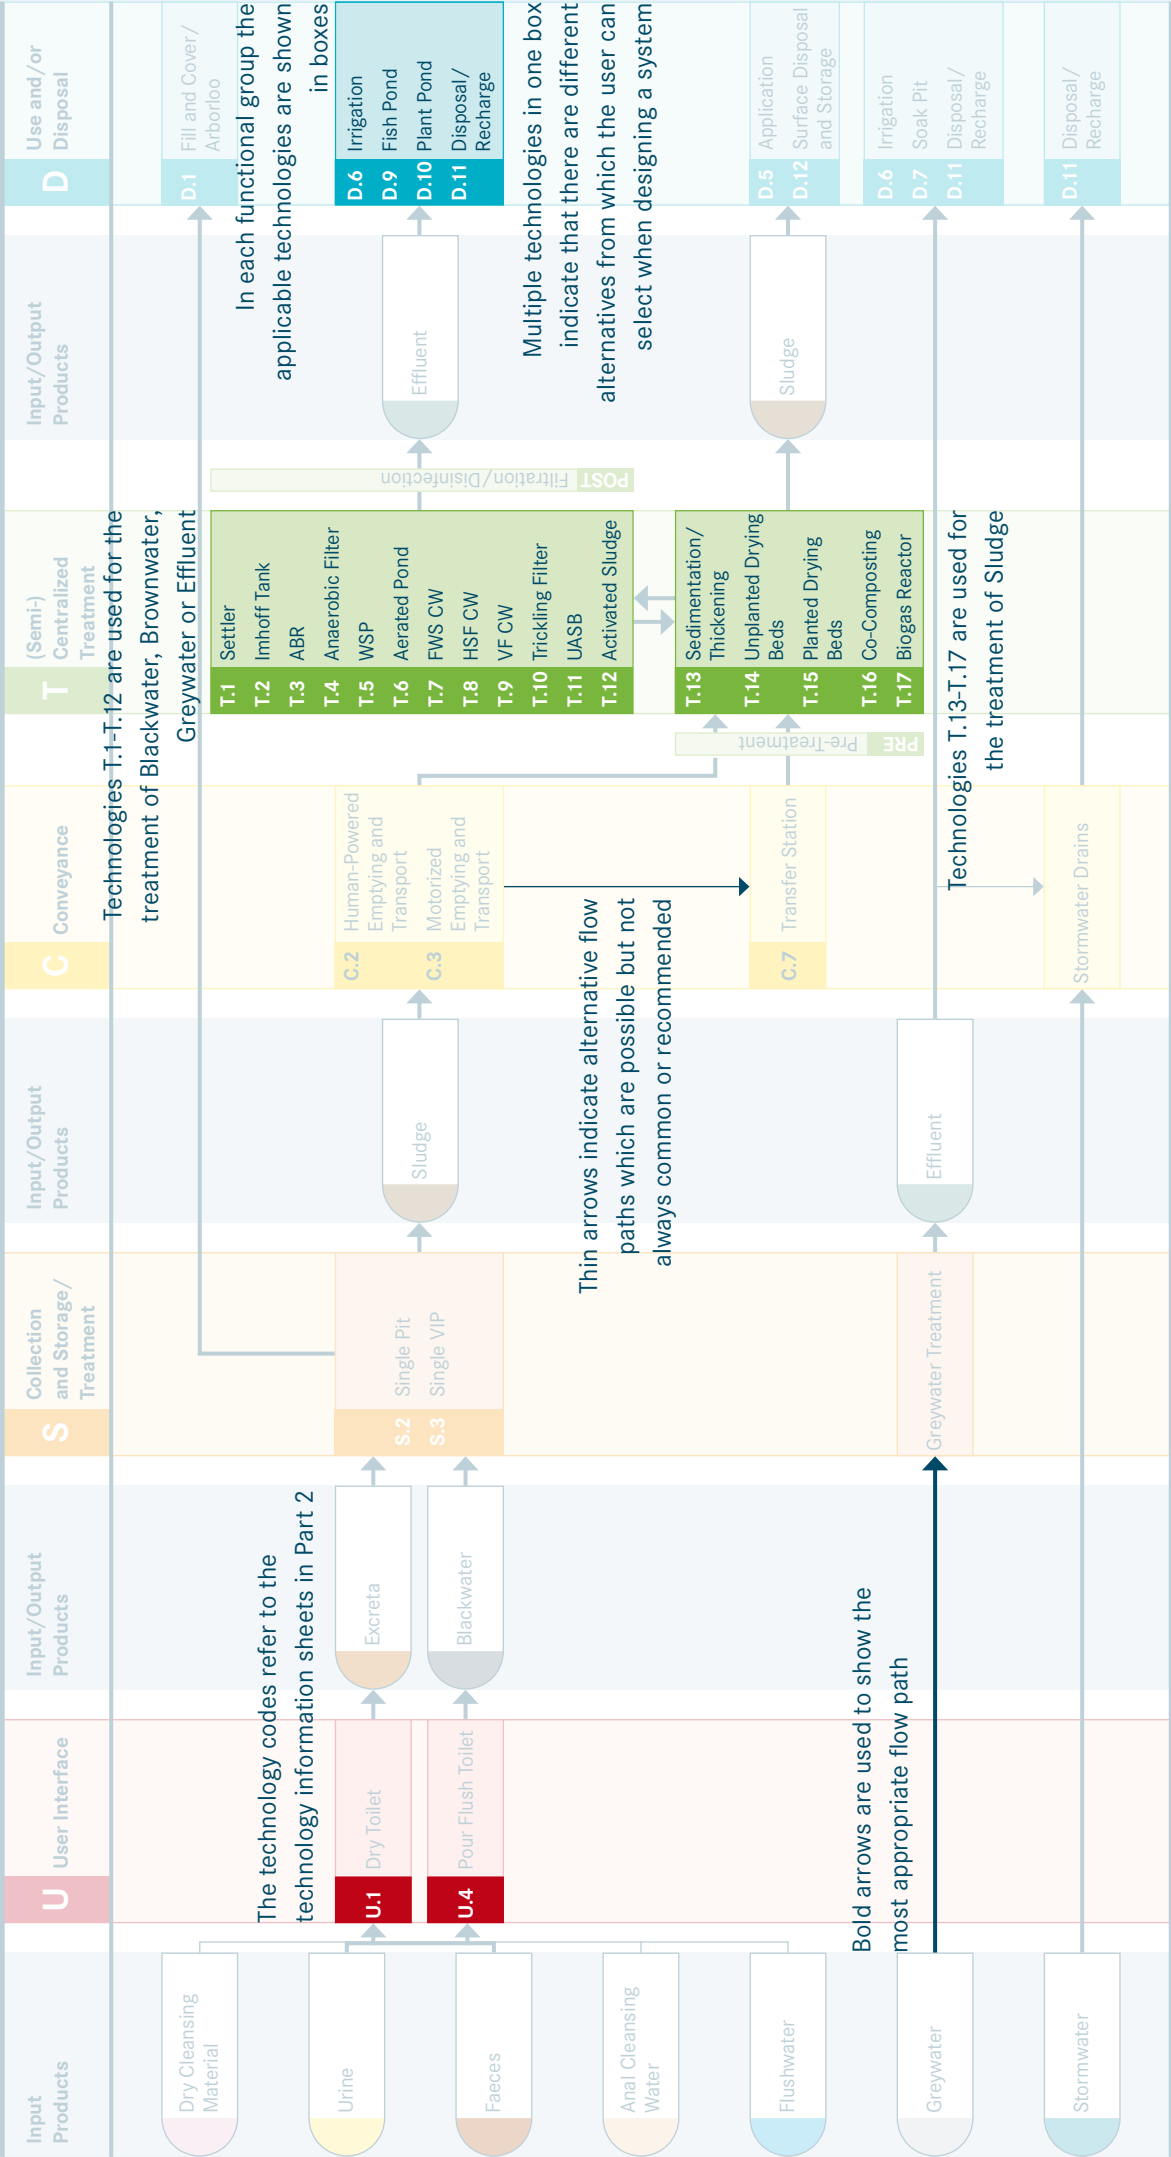 Input
Products
U
User Interface
Input/Output
Products
S
Collection
and Storage/
Treatment
Input/Output
Products
C
Conveyance
T
(Semi-)
Centralized
Treatment
Input/Output
Products
D
Use and/or
Disposal
Dry Cleansing
Material
Urine
Faeces
Anal Cleansing
Water
Flushwater
Greywater
Stormwater
The technology codes refer to the
technology information sheets in Part 2
U.1
Dry Toilet
U.4
Pour Flush Toilet
Bold arrows are used to show the
most appropriate flow path
Excreta
Blackwater
S.2
Single Pit
S.3
Single VIP
Greywater Treatment
Sludge
Effluent
Thin arrows indicate alternative flow
paths which are possible but not
always common or recommended
C.2
Human-Powered
Emptying and
Transport
C.3
Motorized
Emptying and
Transport
C.7
Transfer Station
Stormwater Drains
Technologies T.1-T.12 are used for the
treatment of Blackwater, Brownwater,
Greywater or Effluent
T.1 Settler
T.2 Imhoff Tank
T.3 ABR
T.4 Anaerobic Filter
T.5 WSP
T.6 Aerated Pond
T.7 FWS CW
T.8 HSF CW
T.9 VF CW
T.10 Trickling Filter
T.11 UASB
T.12 Activated Sludge
PRE
Pre-Treatment
T.13 Sedimentation/
Thickening
T.14 Unplanted Drying
Beds
T.15 Planted Drying
Beds
T.16 Co-Composting
T.17 Biogas Reactor
Technologies T.13-T.17 are used for
the treatment of Sludge
POST
Filtration/Disinfection
Effluent
Sludge
In each functional group the
applicable technologies are shown
in boxes
Multiple technologies in one box
indicate that there are different
alternatives from which the user can
select when designing a system
D.1 Fill and Cover/
Arborloo
D.6 Irrigation
D.9 Fish Pond
D.10 Plant Pond
D.11 Disposal/
Recharge
D.5 Application
D.12 Surface Disposal
and Storage
D.6 Irrigation
D.7 Soak Pit
D.11 Disposal/
Recharge
D.11 Disposal/
Recharge